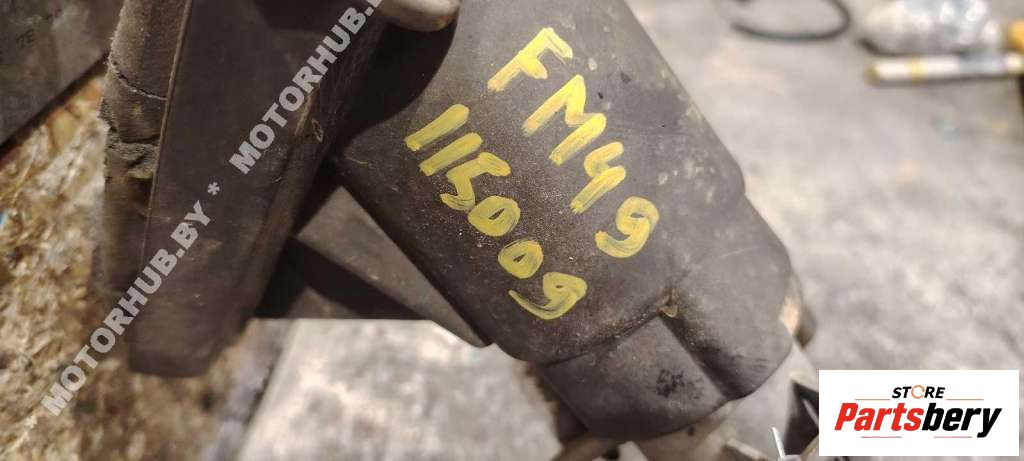 FM49
115009
MOTORHUB.BY * MOTORHUB.BY
STORE
Partsbery